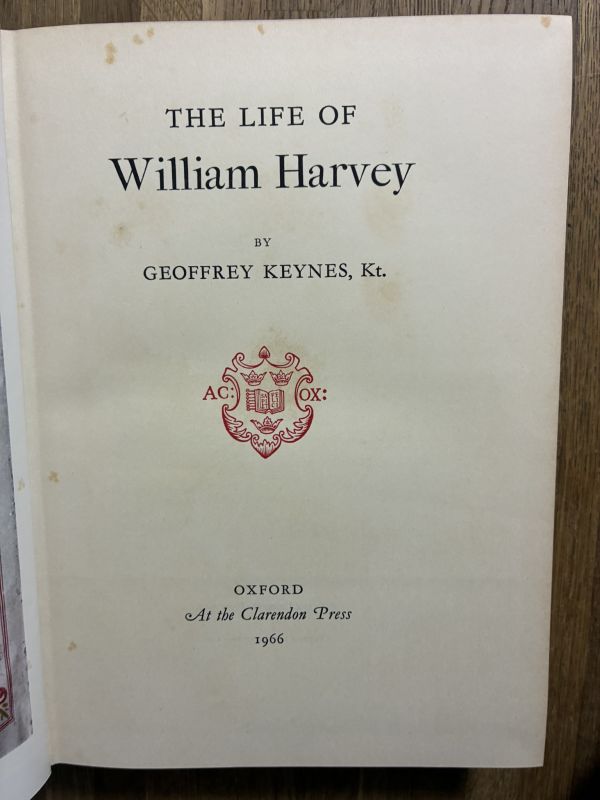 THE LIFE OF
William Harvey
BY
GEOFFREY KEYNES, Kt.
AC: OX:
OXFORD
At the Clarendon Press
1966